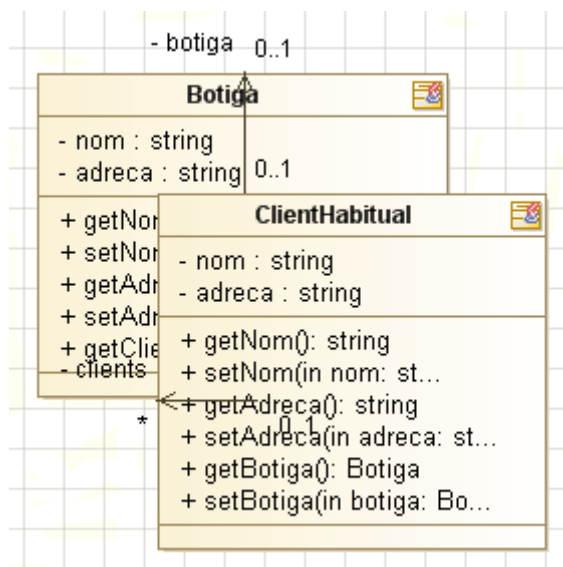 - botiga 0..1
Botiga
- nom : string
- adreca : string
0..1
+ getNor
+ setNor
+ getAdr
+ setAdr
+ getClie
- clients
*
ClientHabitual
- nom : string
- adreca : string
+ getNom(): string
+ setNom(in nom: st...
+ getAdreca(): string
0..1
+ setAdreca(in adreca: st...
+ getBotiga(): Botiga
+ setBotiga(in botiga: Bo...